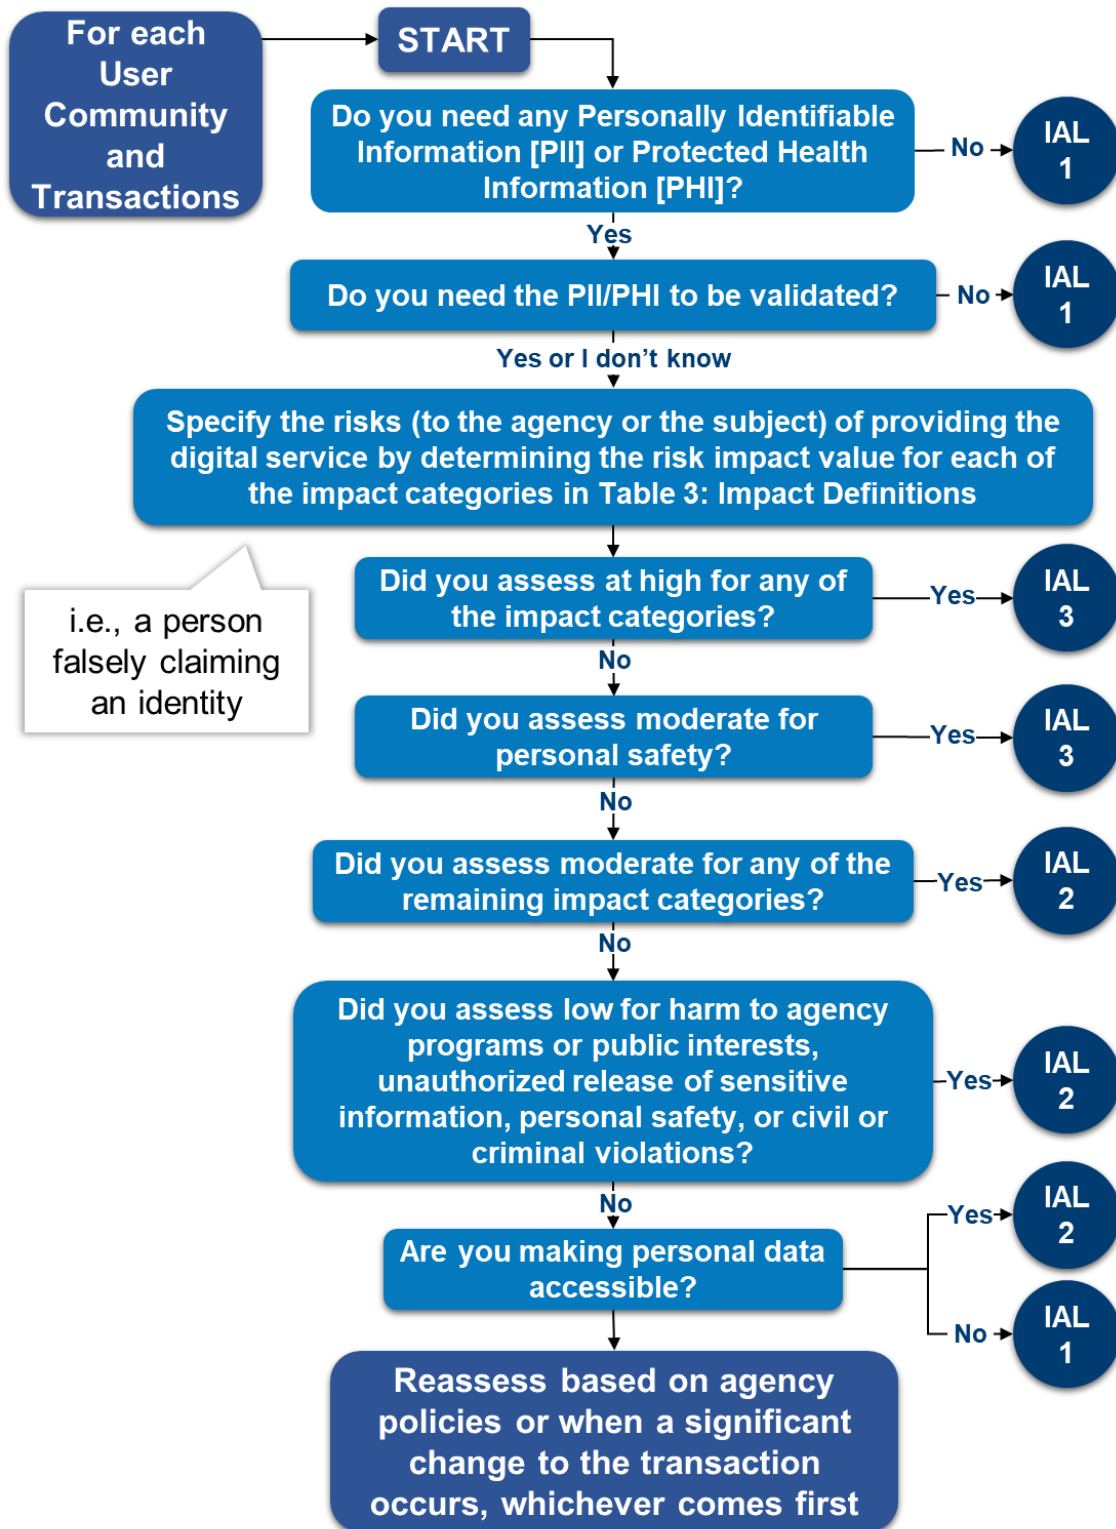 For each
User
Community
and
Transactions
START
Do you need any Personally Identifiable
Information [PII] or Protected Health
Information [PHI]?
No
IAL
1
Yes
Do you need the PII/PHI to be validated?
No
IAL
1
Yes or I don't know
Specify the risks (to the agency or the subject) of providing the
digital service by determining the risk impact value for each of
the impact categories in Table 3: Impact Definitions
i.e., a person
falsely claiming
an identity
Did you assess at high for any of
the impact categories?
Yes
IAL
3
No
Did you assess moderate for
personal safety?
Yes
IAL
3
No
Did you assess moderate for any of the
remaining impact categories?
Yes
IAL
2
No
Did you assess low for harm to agency
programs or public interests,
unauthorized release of sensitive
information, personal safety, or civil or
criminal violations?
Yes
IAL
2
No
Are you making personal data
accessible?
Yes
IAL
2
No
IAL
1
Reassess based on agency
policies or when a significant
change to the transaction
occurs, whichever comes first